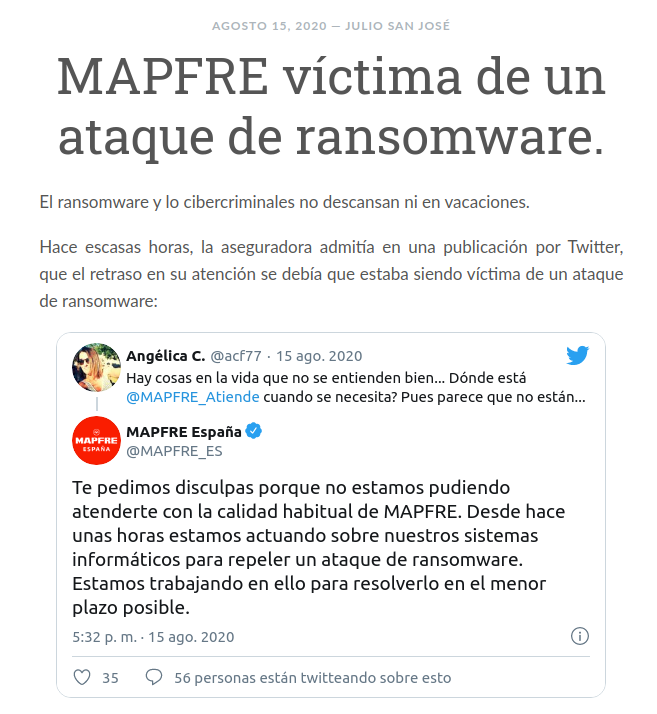 AGOSTO 15, 2020 — JULIO SAN JOSÉ
MAPFRE víctima de un
ataque de ransomware.
El ransomware y lo cibercriminales no descansan ni en vacaciones.
Hace escasas horas, la aseguradora admitía en una publicación por Twitter,
que el retraso en su atención se debía que estaba siendo víctima de un ataque
de ransomware:
Angélica C. @acf77 · 15 ago. 2020
Hay cosas en la vida que no se entienden bien... Dónde está
@MAPFRE_Atiende cuando se necesita? Pues parece que no están...
MAPFRE ESPAÑA
MAPFRE España
@MAPFRE_ES
Te pedimos disculpas porque no estamos pudiendo
atenderte con la calidad habitual de MAPFRE. Desde hace
unas horas estamos actuando sobre nuestros sistemas
informáticos para repeler un ataque de ransomware.
Estamos trabajando en ello para resolverlo en el menor
plazo posible.
5:32 p. m. · 15 ago. 2020
35 56 personas están twitteando sobre esto